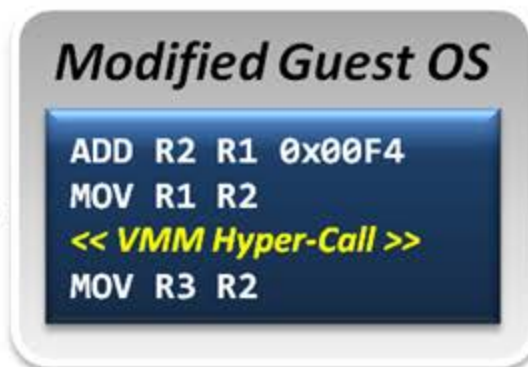 Modified Guest OS
ADD R2 R1 0x00F4
MOV R1 R2
<< VMM Hyper-Call >>
MOV R3 R2